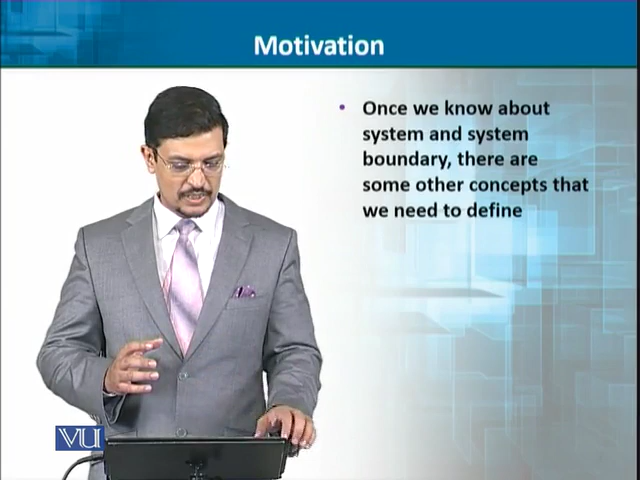 Motivation
• Once we know about
system and system
boundary, there are
some other concepts that
we need to define
VU